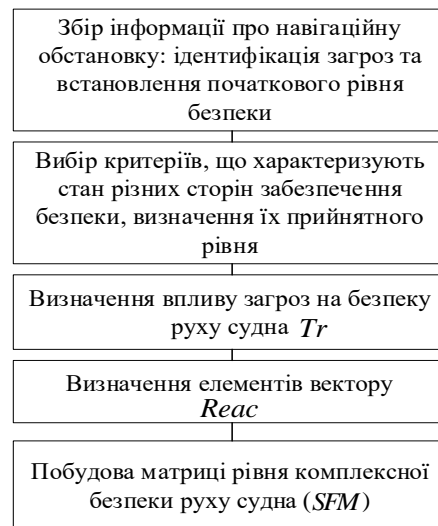 Збір інформації про навігаційну
обстановку: ідентифікація загроз та
встановлення початкового рівня
безпеки
Вибір критеріїв, що характеризують
стан різних сторін забезпечення
безпеки, визначення їх прийнятного
рівня
Визначення впливу загроз на безпеку
руху судна Tr
Визначення елементів вектору
Reac
Побудова матриці рівня комплексної
безпеки руху судна (SFM)